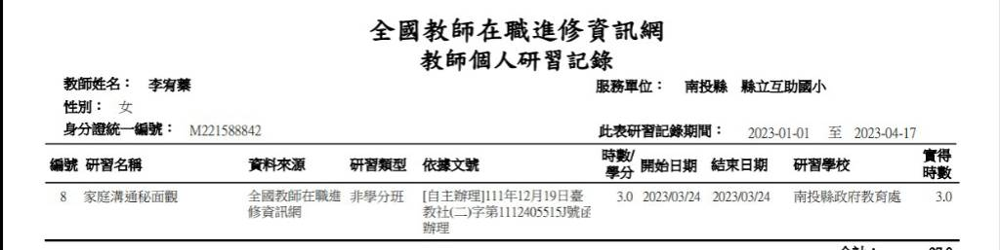 全國教師在職進修資訊網
教師個人研習記錄
教師姓名： 李宥蓁 服務單位： 南投縣 縣立互助國小
性別： 女
身分證統一編號： M221588842 此表研習記錄期間： 2023-01-01 至 2023-04-17
編號 研習名稱 資料來源 研習類型 依據文號 時數/學分 開始日期 結束日期 研習學校 實得時數
8 家庭溝通秘面觀 全國教師在職進 非學分班 [自主辦理]111年12月19日臺 3.0 2023/03/24 2023/03/24 南投縣政府教育處 3.0
修資訊網 教社(二)字第1112405515J號函
辦理